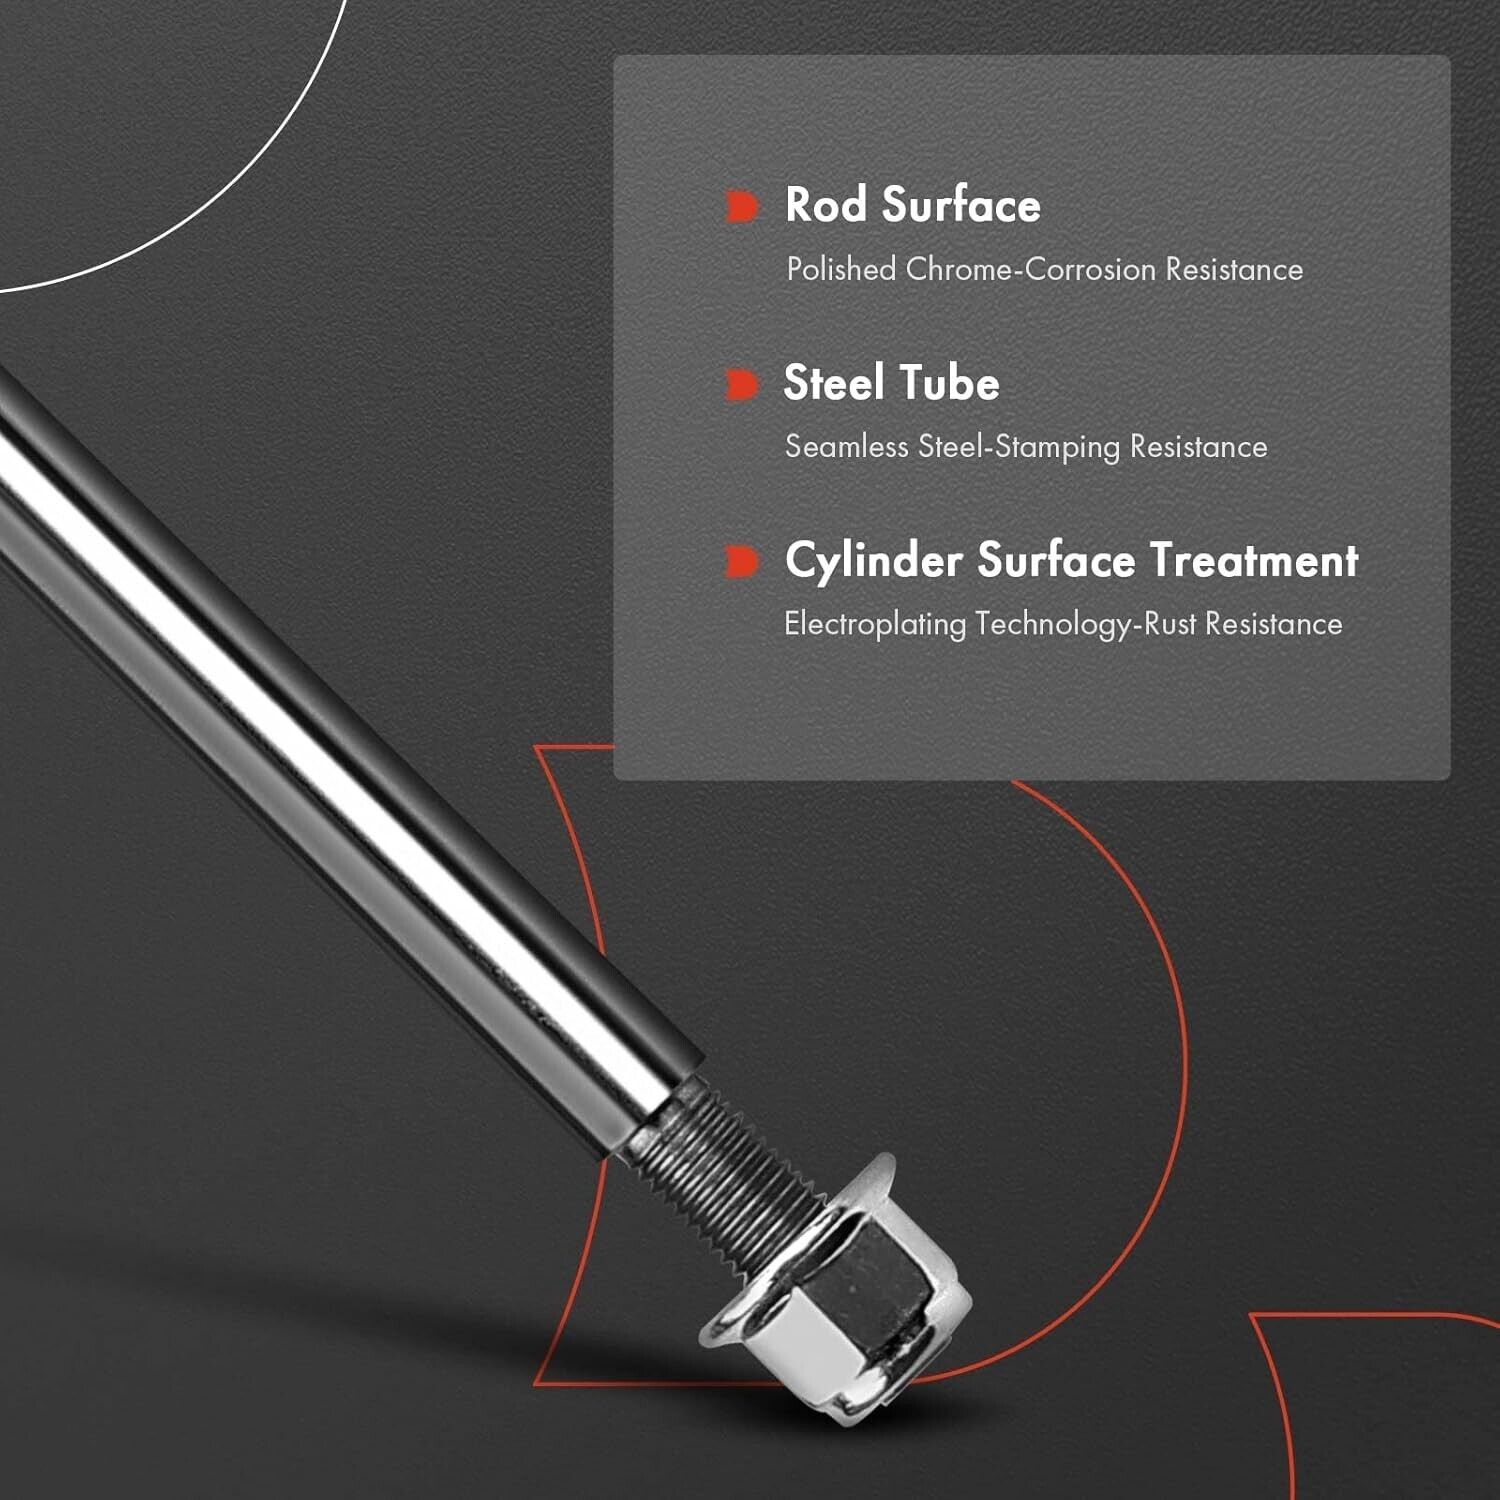 Rod Surface
Polished Chrome-Corrosion Resistance
Steel Tube
Seamless Steel-Stamping Resistance
Cylinder Surface Treatment
Electroplating Technology-Rust Resistance